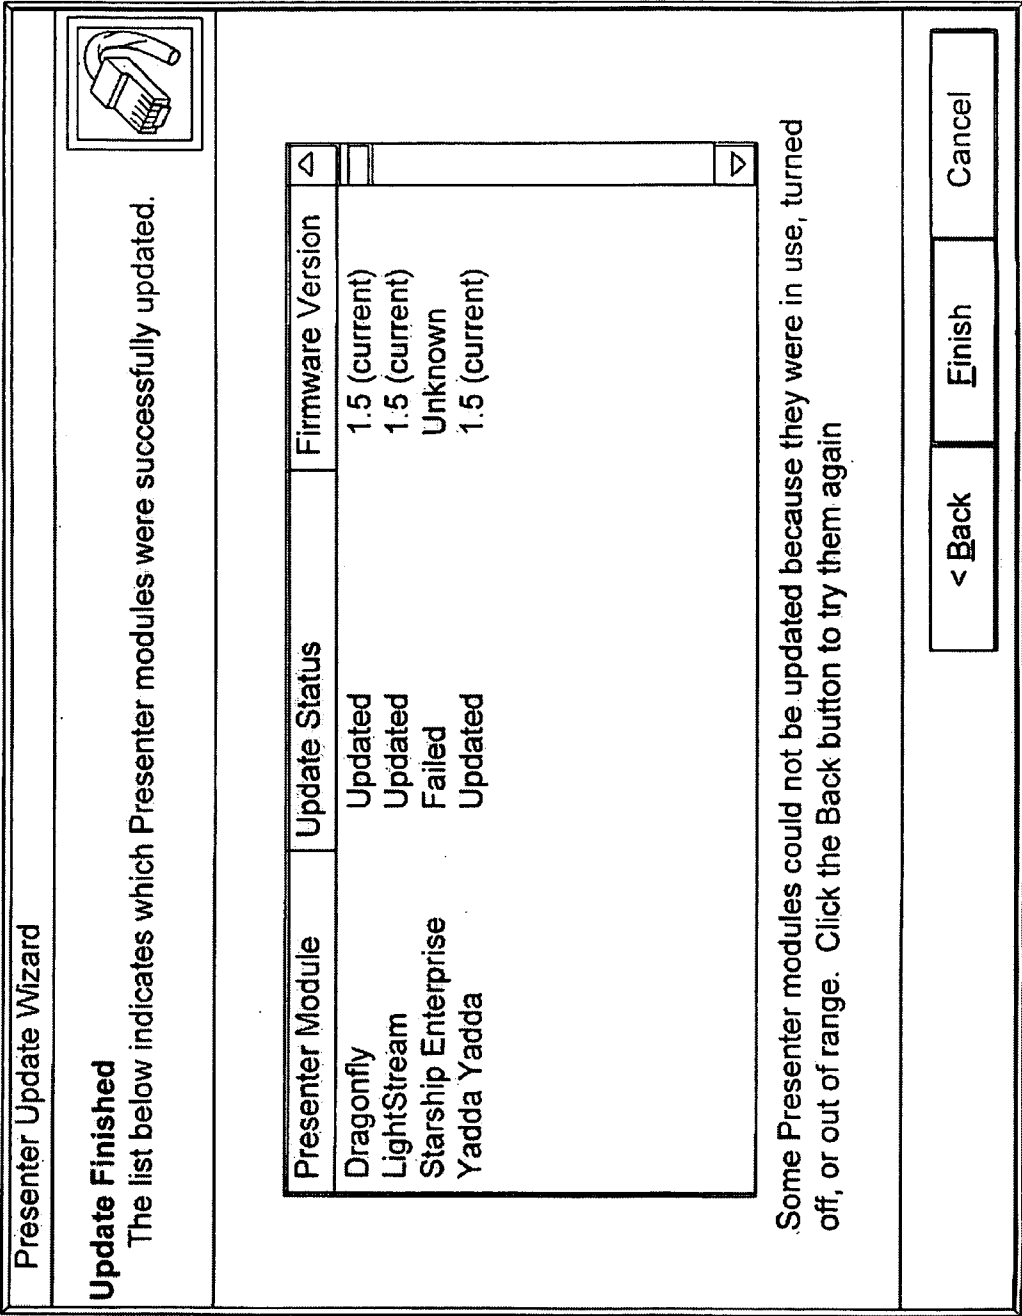 Presenter Update Wizard
Update Finished
The list below indicates which Presenter modules were successfully updated.
Presenter Module Update Status Firmware Version
Dragonfly Updated 1.5 (current)
LightStream Updated 1.5 (current)
Starship Enterprise Failed Unknown
Yadda Yadda Updated 1.5 (current)
Some Presenter modules could not be updated because they were in use, turned
off, or out of range. Click the Back button to try them again
< Back Finish Cancel